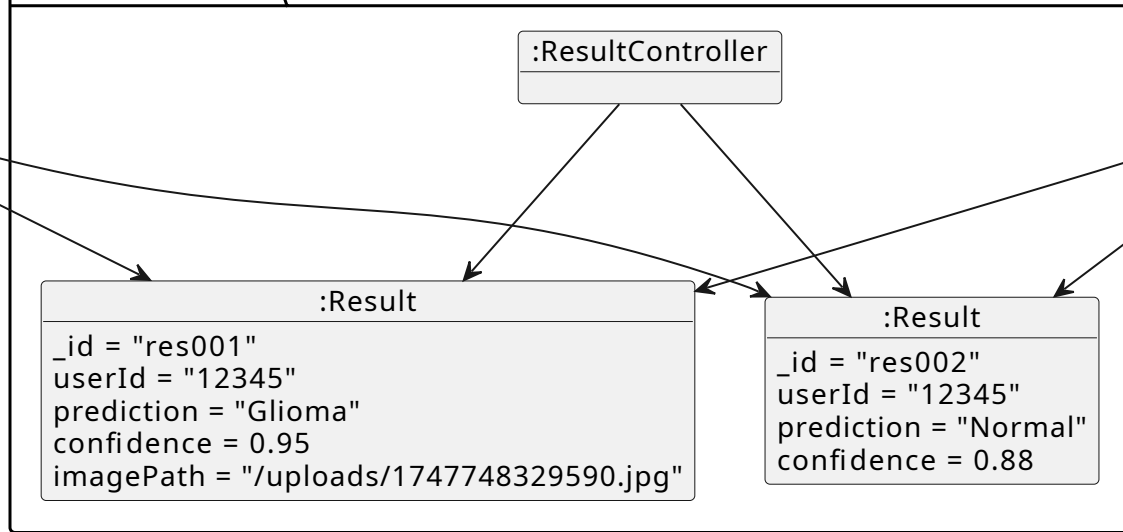 :ResultController
:Result
_id = "res001"
userId = "12345"
prediction = "Glioma"
confidence = 0.95
imagePath = "/uploads/1747748329590.jpg"
:Result
_id = "res002"
userId = "12345"
prediction = "Normal"
confidence = 0.88